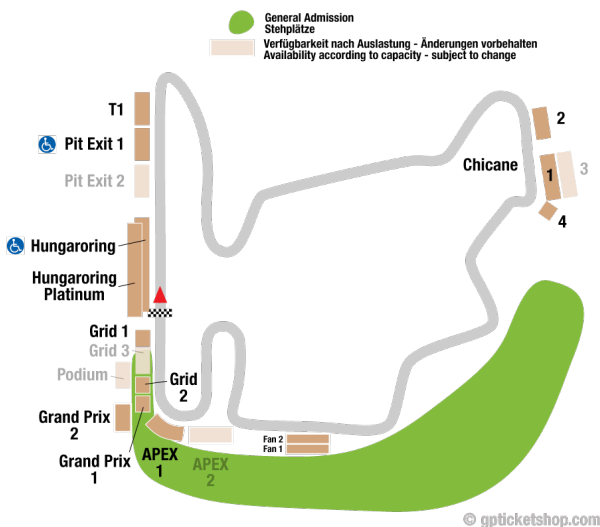 General Admission
Stehplätze
Verfügbarkeit nach Auslastung - Änderungen vorbehalten
Availability according to capacity - subject to change
T1
Pit Exit 1
Pit Exit 2
Hungaroring
Hungaroring
Platinum
Grid 1
Grid 3
Podium
Grid
2
Grand Prix
2
Grand Prix
1
APEX
1
APEX
2
Fan 2
Fan 1
Chicane
2
1
3
4
© gpticketshop.com